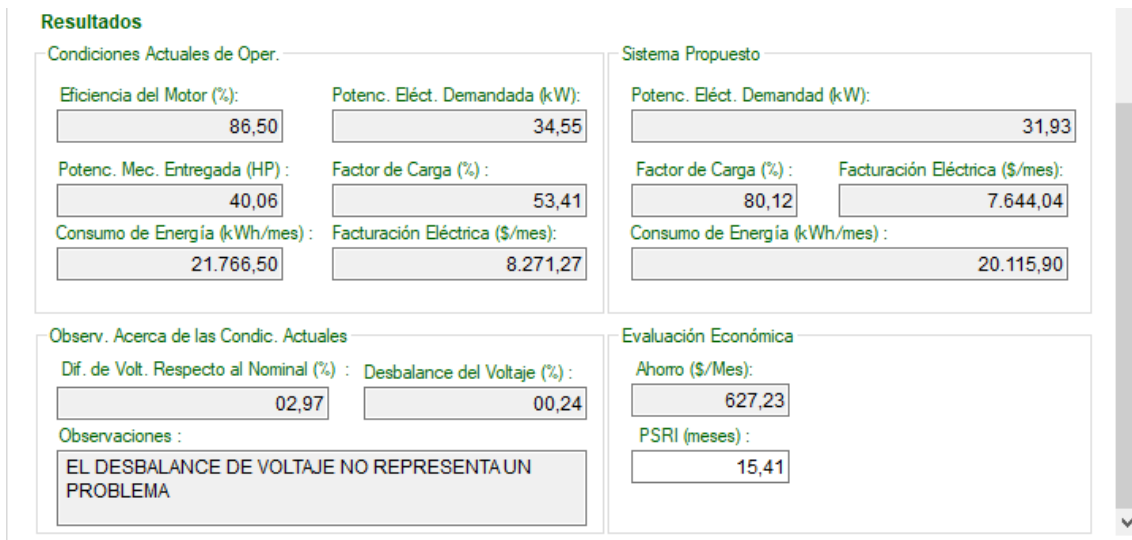 Resultados
Condiciones Actuales de Oper.
Eficiencia del Motor (%): Potenc. Eléct. Demandada (kW):
86,50 34,55
Potenc. Mec. Entregada (HP) : Factor de Carga (%) :
40,06 53,41
Consumo de Energía (kWh/mes) : Facturación Eléctrica ($/mes):
21.766,50 8.271,27
Sistema Propuesto
Potenc. Eléct. Demandad (kW):
31,93
Factor de Carga (%) : Facturación Eléctrica ($/mes):
80,12 7.644,04
Consumo de Energía (kWh/mes) :
20.115,90
Observ. Acerca de las Condic. Actuales
Dif. de Volt. Respecto al Nominal (%) : Desbalance del Voltaje (%) :
02,97 00,24
Observaciones :
EL DESBALANCE DE VOLTAJE NO REPRESENTA UN
PROBLEMA
Evaluación Económica
Ahorro ($/Mes):
627,23
PSRI (meses) :
15,41